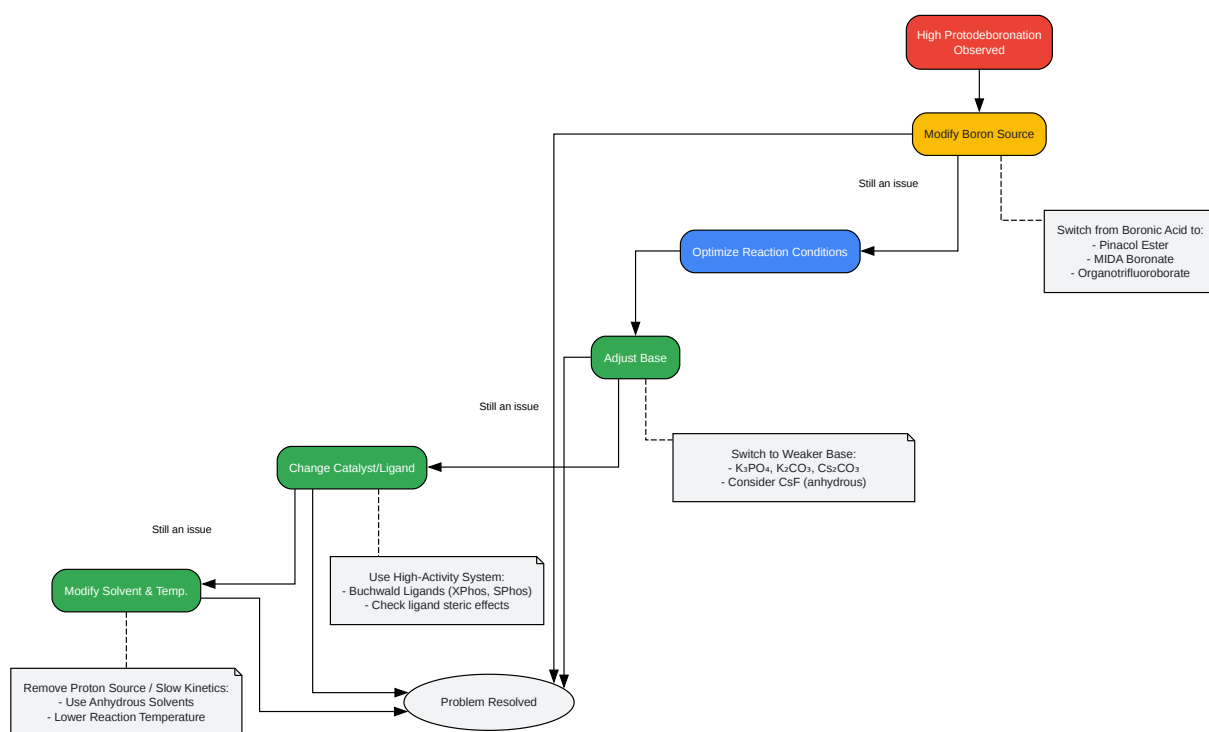 High Protodeboronation
Observed
Modify Boron Source
Still an issue
Switch from Boronic Acid to:
- Pinacol Ester
- MIDA Boronate
- Organotrifluoroborate
Optimize Reaction Conditions
Adjust Base
Still an issue
Switch to Weaker Base:
- K₃PO₄, K₂CO₃, Cs₂CO₃
- Consider CsF (anhydrous)
Change Catalyst/Ligand
Still an issue
Use High-Activity System:
- Buchwald Ligands (XPhos, SPhos)
- Check ligand steric effects
Modify Solvent & Temp.
Remove Proton Source / Slow Kinetics:
- Use Anhydrous Solvents
- Lower Reaction Temperature
Problem Resolved